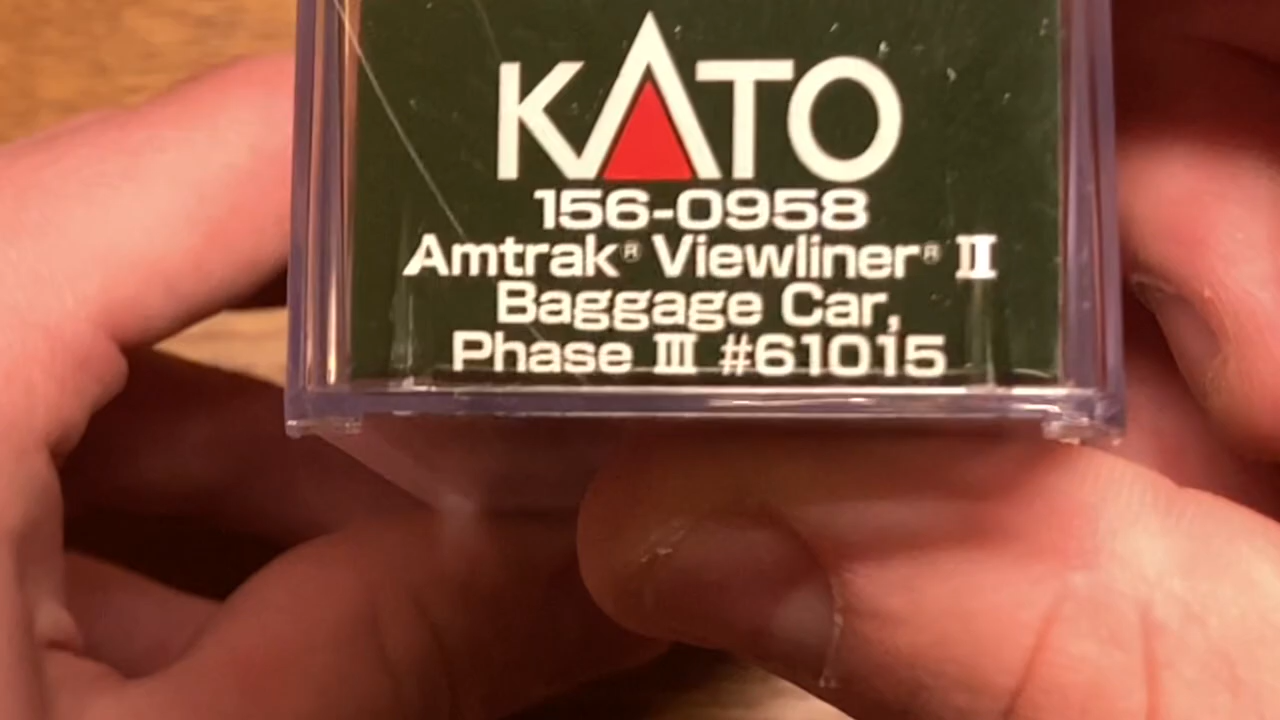 KATO
156-0958
Amtrak® Viewliner® II
Baggage Car,
Phase III #61015